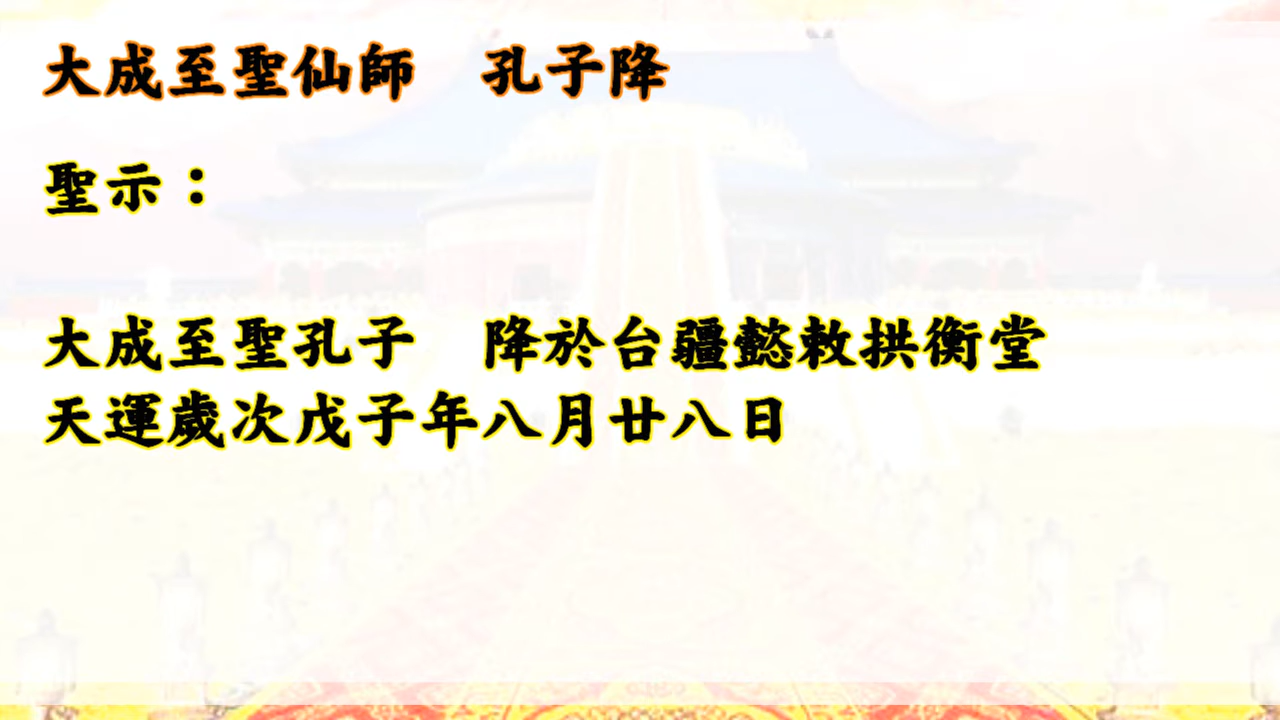 大成至聖仙師　孔子降
聖示：
大成至聖孔子　降於台疆懿敕拱衡堂
天運歲次戊子年八月廿八日